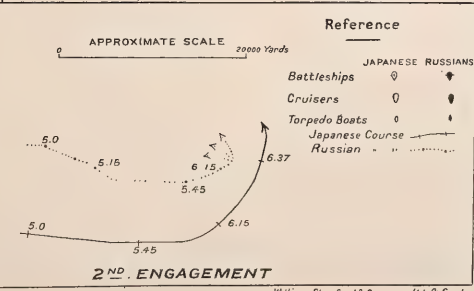 Reference
APPROXIMATE SCALE
0 20000 Yards
JAPANESE RUSSIANS
Battleships
Cruisers
Torpedo Boats
Japanese Course
Russian " "
5.0
5.15
6.15
5.45
6.37
5.0
5.45
6.15
2ND. ENGAGEMENT